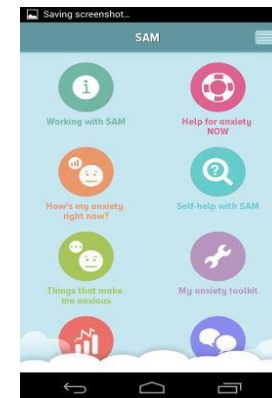 Saving screenshot...
SAM
Working with SAM
Help for anxiety
NOW
How's my anxiety
right now?
Self-help with SAM
Things that make
me anxious
My anxiety toolkit